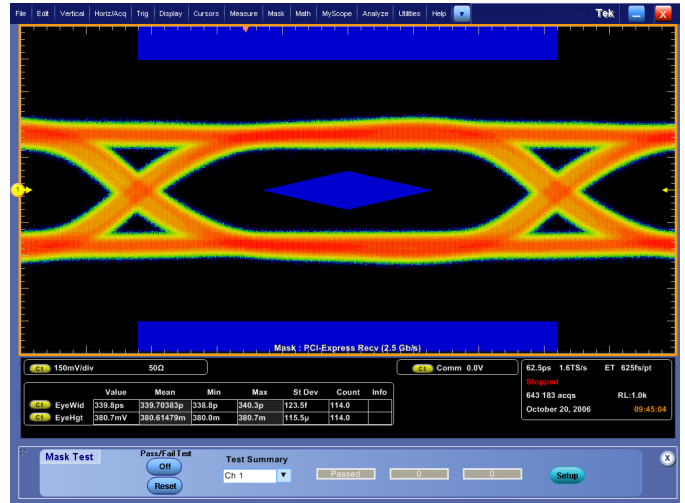 File Edit Vertical Horiz/Acq Trig Display Cursors Measure Mask Math MyScope Analyze Utilities Help Tek X
1
Mask : PCI-Express Recv (2.5 Gb/s)
C1 150mV/div 50Ω C1 Comm 0.0V 62.5ps 1.6TS/s ET 625fs/pt
Stopped
643 183 acqs RL:1.0k
October 20, 2006 09:45:04
Value Mean Min Max St Dev Count Info
C1 EyeWid 339.8ps 339.70383p 338.8p 340.3p 123.5f 114.0
C1 EyeHgt 380.7mV 380.61479m 380.0m 380.7m 115.5µ 114.0
Mask Test Pass/Fail Test Test Summary X
Off Ch 1 Passed 0 0 Setup
Reset